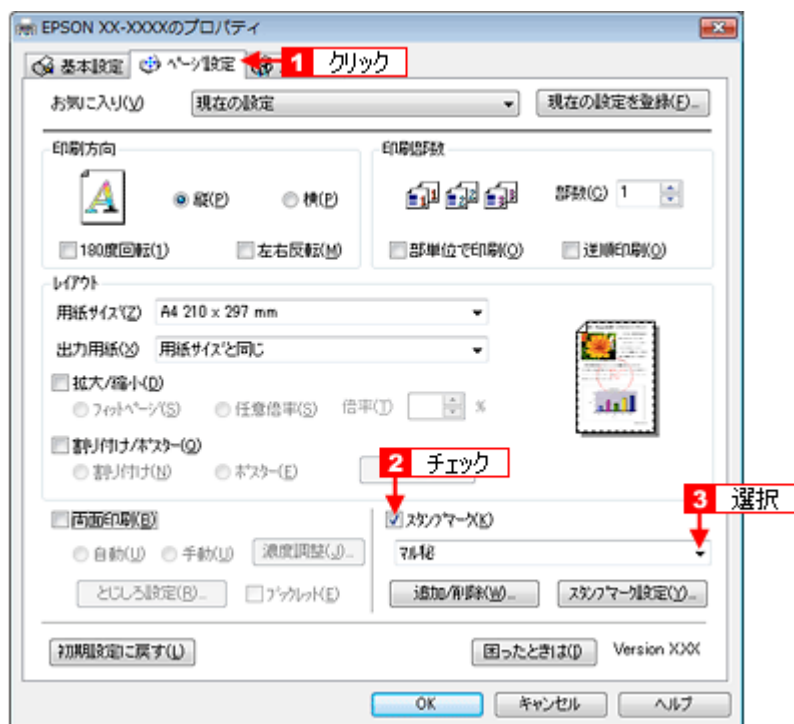 EPSON XX-XXXXのプロパティ
基本設定 ページ設定 1 クリック
お気に入り(V) 現在の設定 現在の設定を登録(F)...
印刷方向 印刷部数
縦(P) 横(P) 部数(C) 1
180度回転(1) 左右反転(M) 部単位で印刷(O) 逆順印刷(O)
レイアウト
用紙サイズ(Z) A4 210 x 297 mm
出力用紙(X) 用紙サイズと同じ
拡大/縮小(D)
フィットページ(S) 任意倍率(S) 倍率(T) %
割り付け/ポスター(Q)
割り付け(N) ポスター(E)
2 チェック
3 選択
両面印刷(B) スタンプマーク(K)
自動(U) 手動(U) 濃度調整(J)... マル秘
とじしろ設定(R)... ブックレット(E) 追加/削除(W)... スタンプマーク設定(Y)...
初期設定に戻す(L) 困ったときは(I) Version X.XX
OK キャンセル ヘルプ